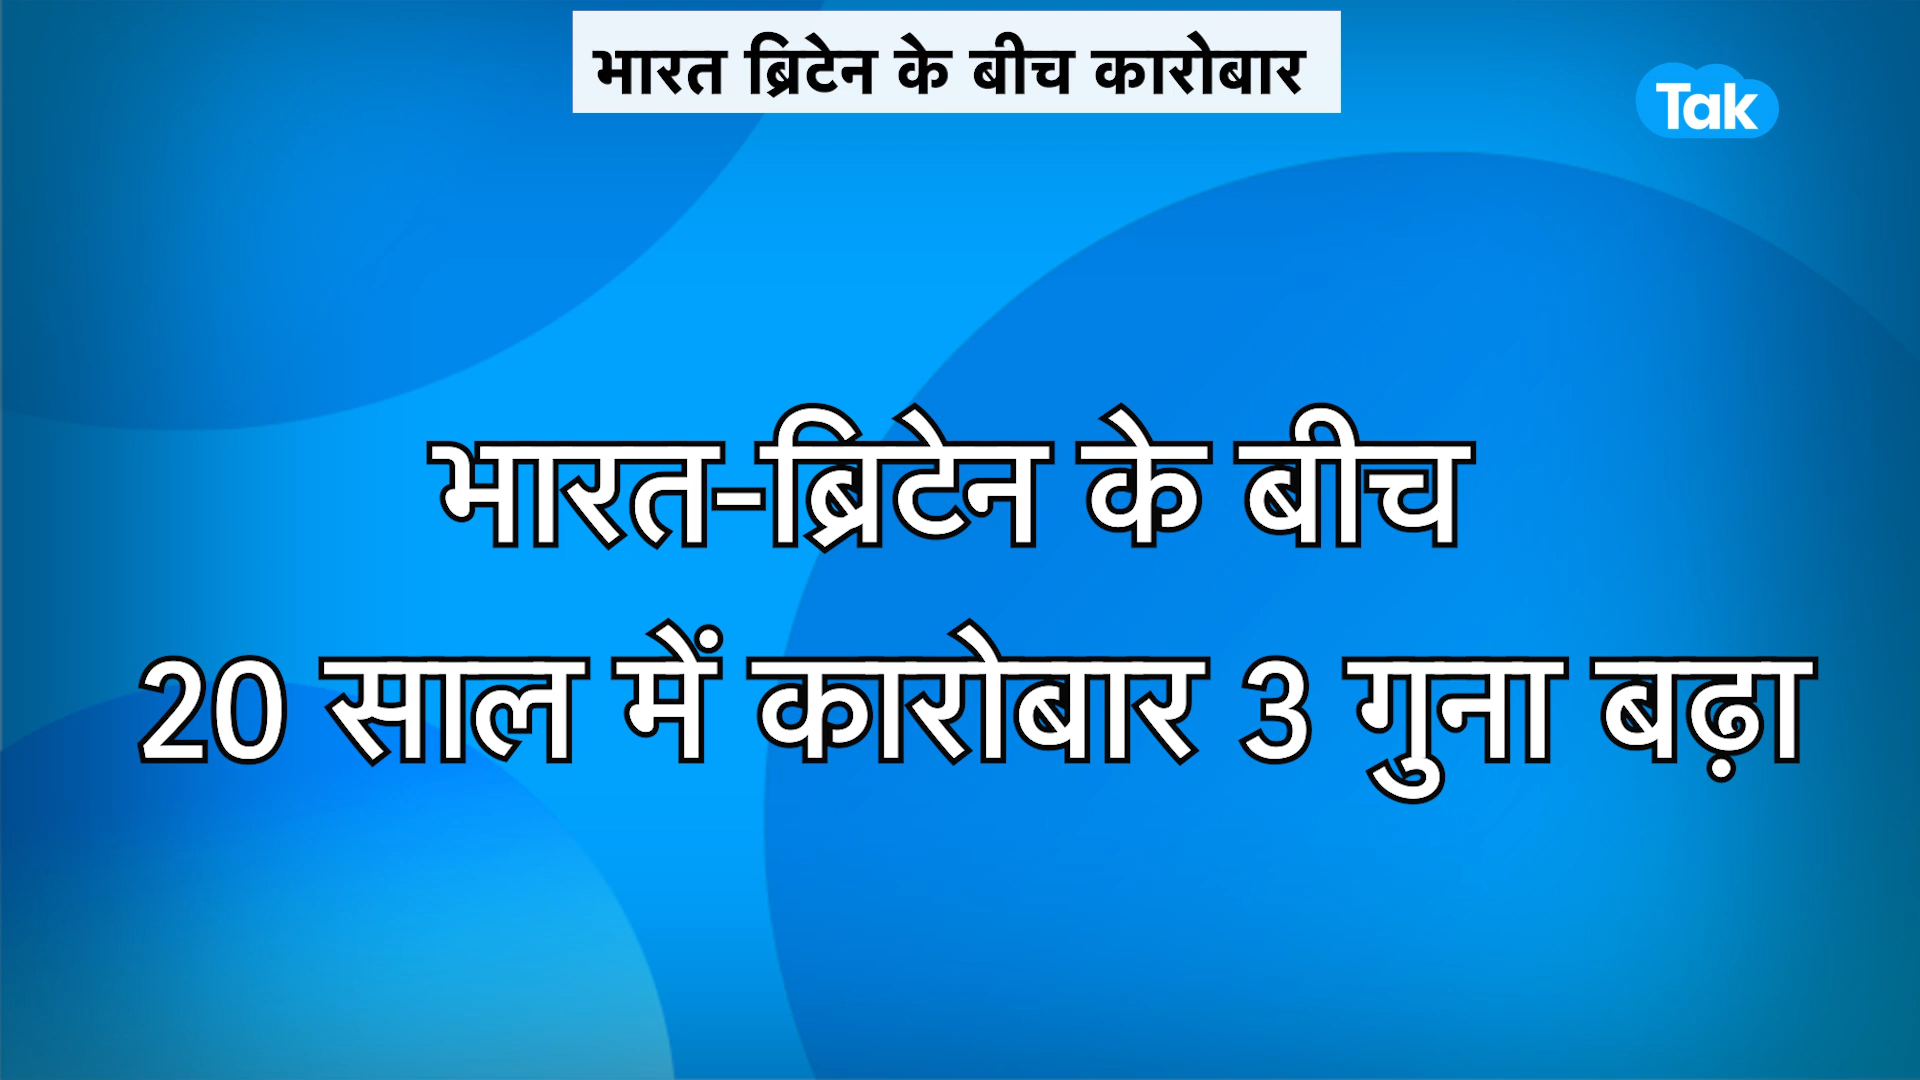 भारत ब्रिटेन के बीच कारोबार
Tak
भारत-ब्रिटेन के बीच
20 साल में कारोबार 3 गुना बढ़ा